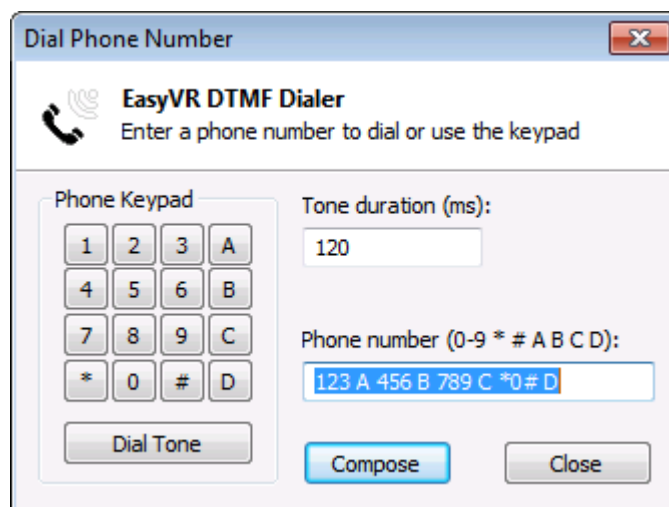 Dial Phone Number
EasyVR DTMF Dialer
Enter a phone number to dial or use the keypad
Phone Keypad
1 2 3 A
4 5 6 B
7 8 9 C
* 0 # D
Dial Tone
Tone duration (ms):
120
Phone number (0-9 * # A B C D):
123 A 456 B 789 C *0# D
Compose
Close